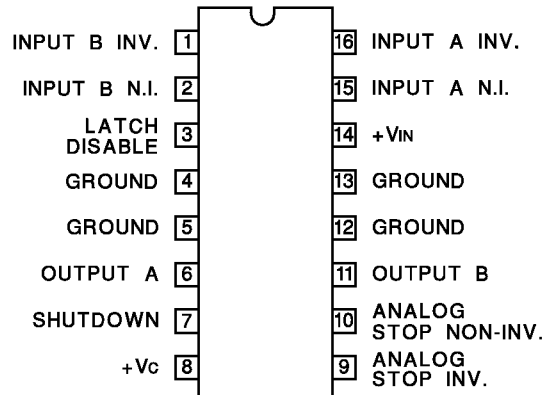 INPUT B INV. 1
16 INPUT A INV.
INPUT B N.I. 2
15 INPUT A N.I.
LATCH
DISABLE 3
14 +VIN
GROUND 4
13 GROUND
GROUND 5
12 GROUND
OUTPUT A 6
11 OUTPUT B
SHUTDOWN 7
10 ANALOG
STOP NON-INV.
+VC 8
9 ANALOG
STOP INV.